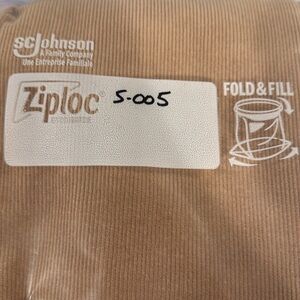 scjohnson
A Family Company
Une Entreprise Familiale
Ziploc® S-005
FOLD & FILL